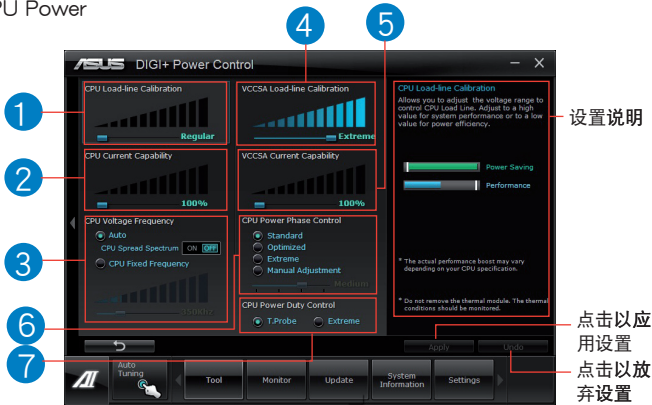 PU Power
4
5
ASUS DIGI+ Power Control
1
CPU Load-line Calibration
Regular
VCCSA Load-line Calibration
Extreme
CPU Load-line Calibration
Allows you to adjust the voltage range to
control CPU Load Line. Adjust to a high
value for system performance or to a low
value for power efficiency.
设置说明
2
CPU Current Capability
100%
VCCSA Current Capability
100%
Power Saving
Performance
3
CPU Voltage Frequency
Auto
CPU Spread Spectrum ON OFF
CPU Fixed Frequency
CPU Power Phase Control
Standard
Optimized
Extreme
Manual Adjustment
Medium
* The actual performance boost may vary
depending on your CPU specification.
* Do not remove the thermal module. The thermal
conditions should be monitored.
6
7
CPU Power Duty Control
T.Probe Extreme
Apply Undo
点击以应
用设置
点击以放
弃设置
Auto
Tuning
Tool
Monitor
Update
System
Information
Settings